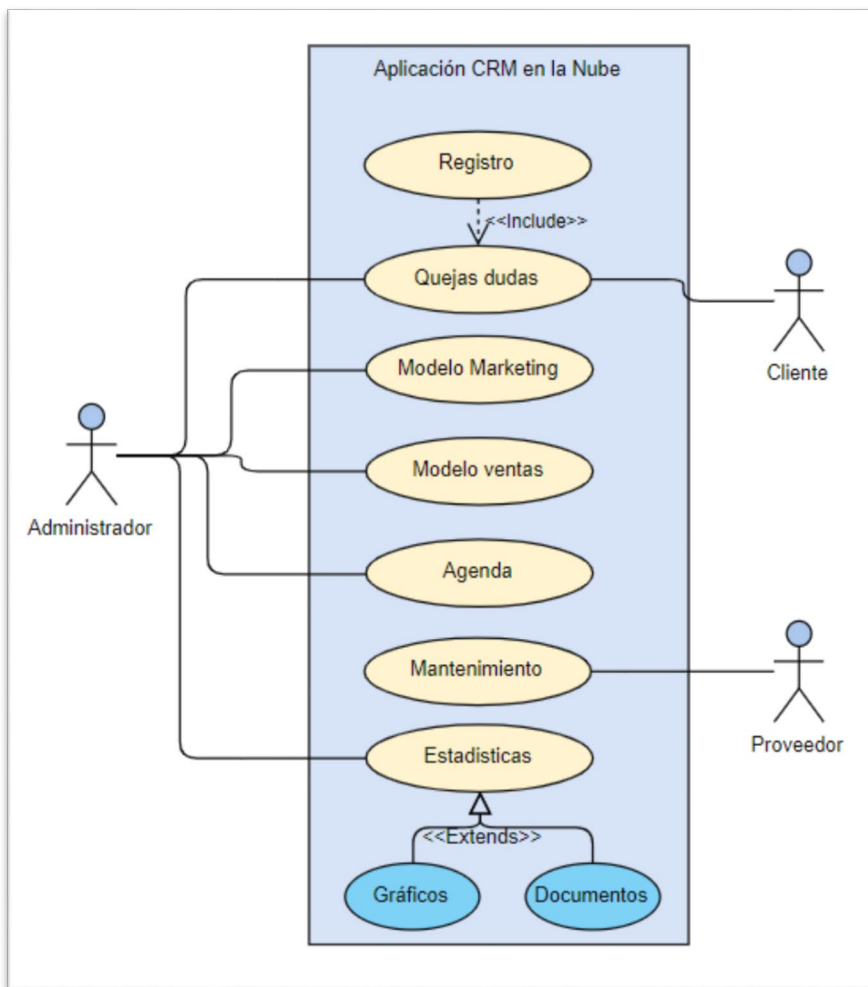 Aplicación CRM en la Nube
Registro
<<Include>>
Quejas dudas
Modelo Marketing
Cliente
Modelo ventas
Administrador
Agenda
Mantenimiento
Proveedor
Estadisticas
<<Extends>>
Gráficos
Documentos